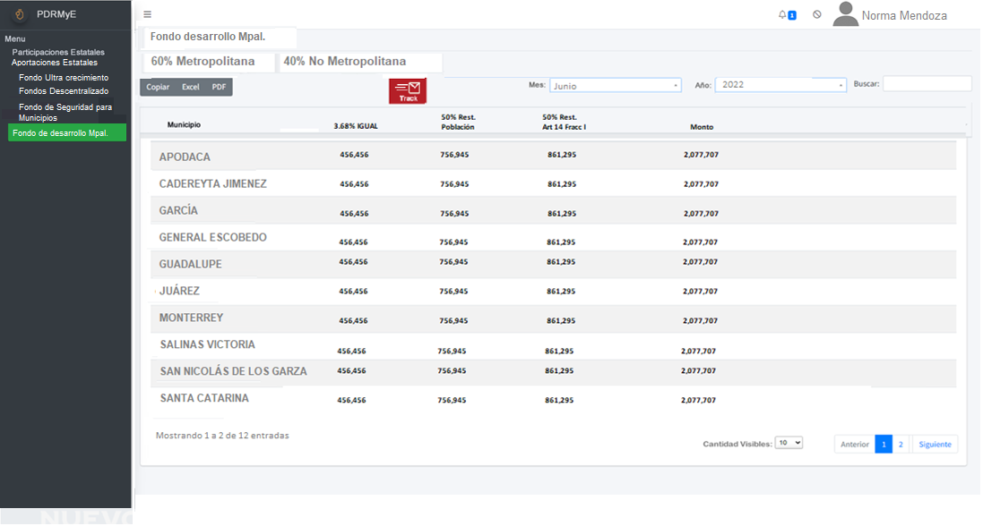 PDRMyE
1
Norma Mendoza
Menu
Participaciones Estatales
Aportaciones Estatales
Fondo Ultra crecimiento
Fondos Descentralizado
Fondo de Seguridad para
Municipios
Fondo de desarrollo Mpal.
Fondo desarrollo Mpal.
60% Metropolitana 40% No Metropolitana
Copiar Excel PDF
Track
Mes: Junio Año: 2022 Buscar:
Municipio 3.68% IGUAL 50% Rest. Población 50% Rest. Art 14 Fracc I Monto
APODACA 456,456 756,945 861,295 2,077,707
CADEREYTA JIMENEZ 456,456 756,945 861,295 2,077,707
GARCÍA 456,456 756,945 861,295 2,077,707
GENERAL ESCOBEDO 456,456 756,945 861,295 2,077,707
GUADALUPE 456,456 756,945 861,295 2,077,707
JUÁREZ 456,456 756,945 861,295 2,077,707
MONTERREY 456,456 756,945 861,295 2,077,707
SALINAS VICTORIA 456,456 756,945 861,295 2,077,707
SAN NICOLÁS DE LOS GARZA 456,456 756,945 861,295 2,077,707
SANTA CATARINA 456,456 756,945 861,295 2,077,707
Mostrando 1 a 2 de 12 entradas
Cantidad Visibles: 10 Anterior 1 2 Siguiente
NUEVO